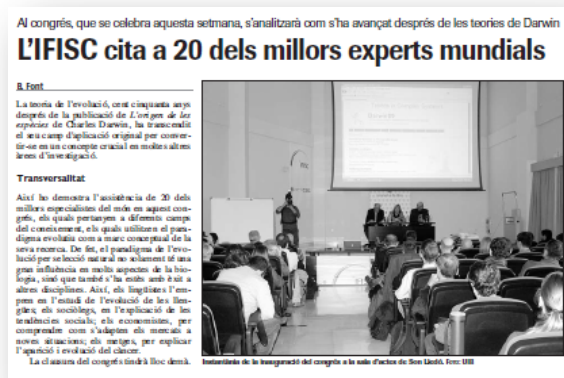 Al congrés, que se celebra aquesta setmana, s'analitzarà com s'ha avançat després de les teories de Darwin
L'IFISC cita a 20 dels millors experts mundials
B. Font
La teoria de l'evolució, cent cinquanta anys
després de la publicació de L'origen de les
espècies de Charles Darwin, ha transcendit
el seu camp d'aplicació original per conver-
tir-se en un concepte crucial en moltes altres
àrees d'investigació.
Transversalitat
Així ho demostra l'assistència de 20 dels
millors especialistes del món en aquest con-
grés, els quals pertanyen a diferents camps
del coneixement, els quals utilitzen el para-
digma evolutiu com a marc conceptual de la
seva recerca. De fet, el paradigma de l'evo-
lució per selecció natural no solament té una
gran influència en molts aspectes de la bio-
logia, sinó que també s'ha estès amb èxit a
altres disciplines. Així, els lingüistes l'em-
pren en l'estudi de l'evolució de les llen-
gües; els sociòlegs, en l'explicació de les
tendències socials; els economistes, per
comprendre com s'adapten els mercats a
noves situacions; els metges, per explicar
l'aparició i evolució del càncer.
La clausura del congrés tindrà lloc demà.
Instantània de la inauguració del congrés a la sala d'actes de Son Lledó. Foto: UIB